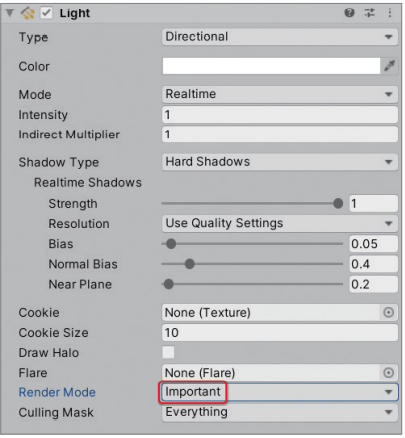 Light
Type Directional
Color
Mode Realtime
Intensity 1
Indirect Multiplier 1
Shadow Type Hard Shadows
Realtime Shadows
Strength 1
Resolution Use Quality Settings
Bias 0.05
Normal Bias 0.4
Near Plane 0.2
Cookie None (Texture)
Cookie Size 10
Draw Halo
Flare None (Flare)
Render Mode Important
Culling Mask Everything